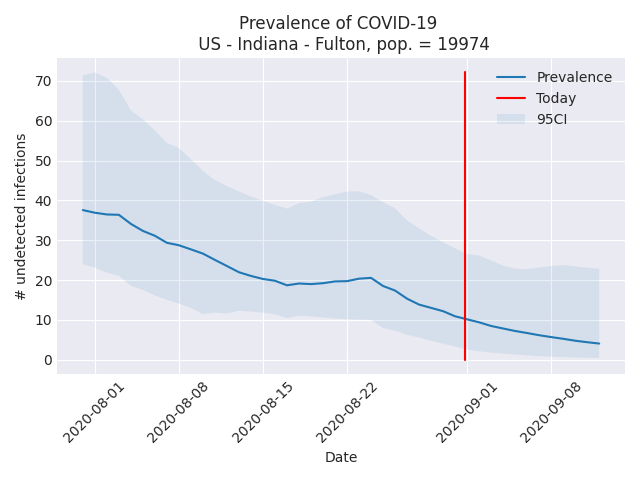 Prevalence of COVID-19
US - Indiana - Fulton, pop. = 19974
Prevalence
Today
95CI
# undetected infections
70
60
50
40
30
20
10
0
2020-08-01
2020-08-08
2020-08-15
2020-08-22
2020-09-01
2020-09-08
Date